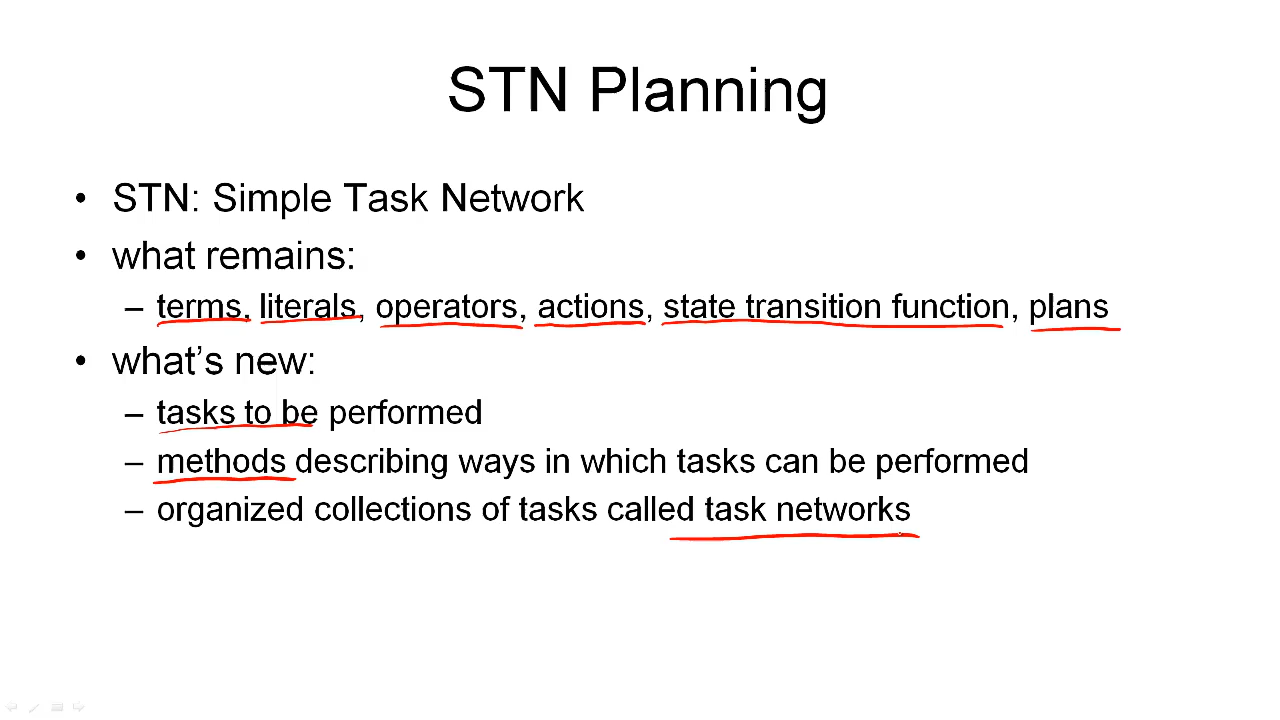 STN Planning
• STN: Simple Task Network
• what remains:
– terms, literals, operators, actions, state transition function, plans
• what's new:
– tasks to be performed
– methods describing ways in which tasks can be performed
– organized collections of tasks called task networks